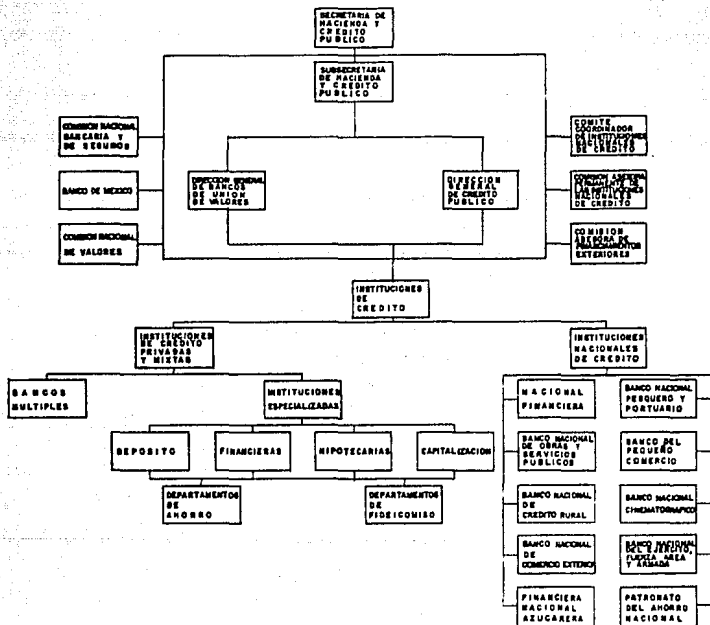 SECRETARIA DE
HACIENDA Y
CREDITO
PUBLICO
SUBSECRETARIA
DE HACIENDA
Y CREDITO
PUBLICO
COMISION NACIONAL
BANCARIA Y
DE SEGUROS
BANCO DE MEXICO
COMISION NACIONAL
DE VALORES
DIRECCION GENERAL
DE BANCOS
DE UNION
DE VALORES
DIRECCION
GENERAL
DE CREDITO
PUBLICO
COMITE
COORDINADOR
DE INSTITUCIONES
NACIONALES
DE CREDITO
COMISION ASESORA
PERMANENTE DE
LAS INSTITUCIONES
NACIONALES
DE CREDITO
COMISION
ASESORA DE
FINANCIAMIENTOS
EXTERIORES
INSTITUCIONES
DE
CREDITO
INSTITUCIONES
DE CREDITO
PRIVADAS
Y MIXTAS
INSTITUCIONES
NACIONALES
DE CREDITO
BANCOS
MULTIPLES
INSTITUCIONES
ESPECIALIZADAS
DEPOSITO
FINANCIERAS
HIPOTECARIAS
CAPITALIZACION
DEPARTAMENTOS
DE
AHORRO
DEPARTAMENTOS
DE
FIDEICOMISO
NACIONAL
FINANCIERA
BANCO NACIONAL
PESQUERO Y
PORTUARIO
BANCO NACIONAL
DE OBRAS Y
SERVICIOS
PUBLICOS
BANCO DEL
PEQUEÑO
COMERCIO
BANCO NACIONAL
DE
CREDITO RURAL
BANCO NACIONAL
CINEMATOGRAFICO
BANCO NACIONAL
DE
COMERCIO EXTERIOR
BANCO NACIONAL
DEL EJERCITO,
FUERZA AREA
Y ARMADA
FINANCIERA
NACIONAL
AZUCARERA
PATRONATO
DEL AHORRO
NACIONAL